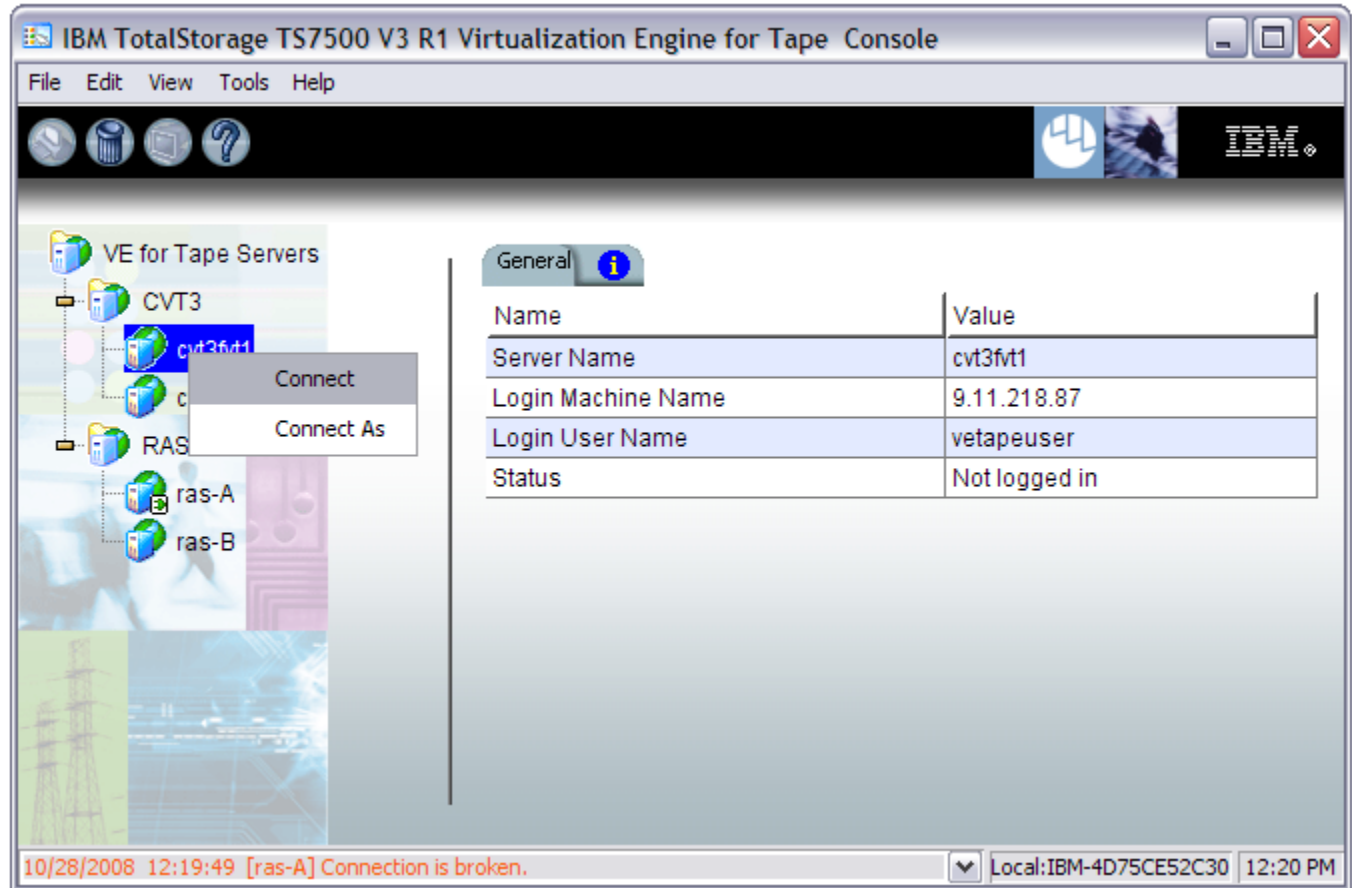 IBM TotalStorage TS7500 V3 R1 Virtualization Engine for Tape Console
File Edit View Tools Help
IBM
VE for Tape Servers
CVT3
cvt3fvt1
c
RAS
ras-A
ras-B
Connect
Connect As
General
Name Value
Server Name cvt3fvt1
Login Machine Name 9.11.218.87
Login User Name vetapeuser
Status Not logged in
10/28/2008 12:19:49 [ras-A] Connection is broken.
Local:IBM-4D75CE52C30 12:20 PM